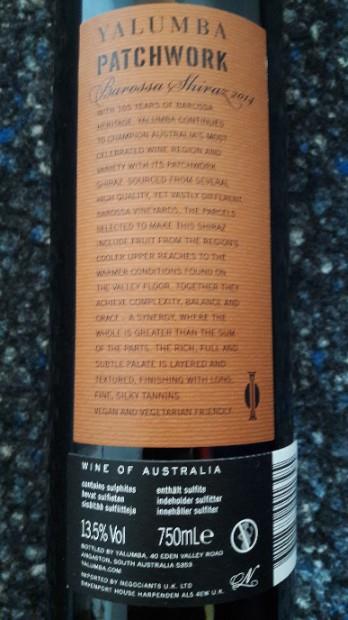 YALUMBA
PATCHWORK
Barossa Shiraz 2014
WITH 165 YEARS OF BAROSSA
HERITAGE, YALUMBA CONTINUES
TO CHAMPION AUSTRALIA'S MOST
CELEBRATED WINE REGION AND
VARIETY WITH ITS PATCHWORK
SHIRAZ. SOURCED FROM SEVERAL
HIGH QUALITY, YET VASTLY DIFFERENT
BAROSSA VINEYARDS. THE PARCELS
SELECTED TO MAKE THIS SHIRAZ
INCLUDE FRUIT FROM THE REGION'S
COOLER UPPER REACHES TO THE
WARMER CONDITIONS FOUND ON
THE VALLEY FLOOR. TOGETHER THEY
ACHIEVE COMPLEXITY, BALANCE AND
GRACE - A SYNERGY, WHERE THE
WHOLE IS GREATER THAN THE SUM
OF THE PARTS. THE RICH, FULL AND
SUBTLE PALATE IS LAYERED AND
TEXTURED, FINISHING WITH LONG,
FINE, SILKY TANNINS.
VEGAN AND VEGETARIAN FRIENDLY.
WINE OF AUSTRALIA
contains sulphites enthält sulfite
bevat sulfieten indeholder sulfitter
sisältää sulfiitteja innehåller sulfiter
13.5% Vol 750mL e
BOTTLED BY YALUMBA, 40 EDEN VALLEY ROAD
ANGASTON, SOUTH AUSTRALIA 5353
YALUMBA.COM
IMPORTED BY NEGOCIANTS U.K. LTD
DAVENPORT HOUSE HARPENDEN AL5 4EW U.K.
N